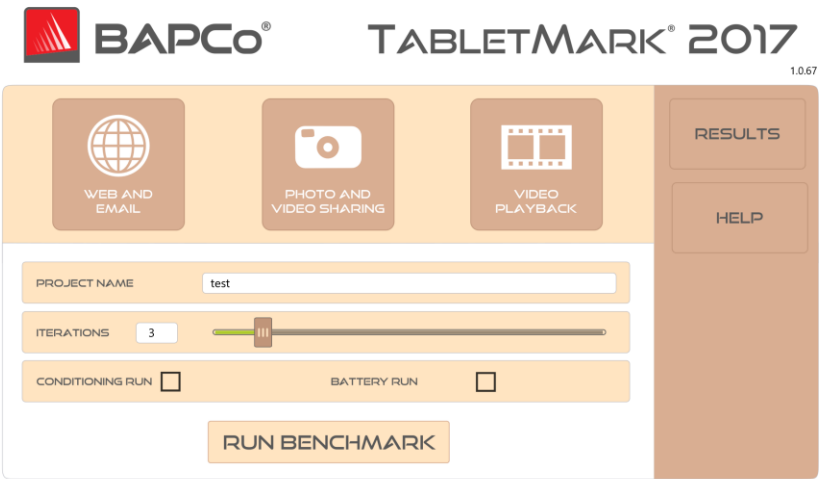 BAPCo® TABLETMARK® 2017
1.0.67
WEB AND
EMAIL
PHOTO AND
VIDEO SHARING
VIDEO
PLAYBACK
RESULTS
HELP
PROJECT NAME test
ITERATIONS 3
CONDITIONING RUN BATTERY RUN
RUN BENCHMARK